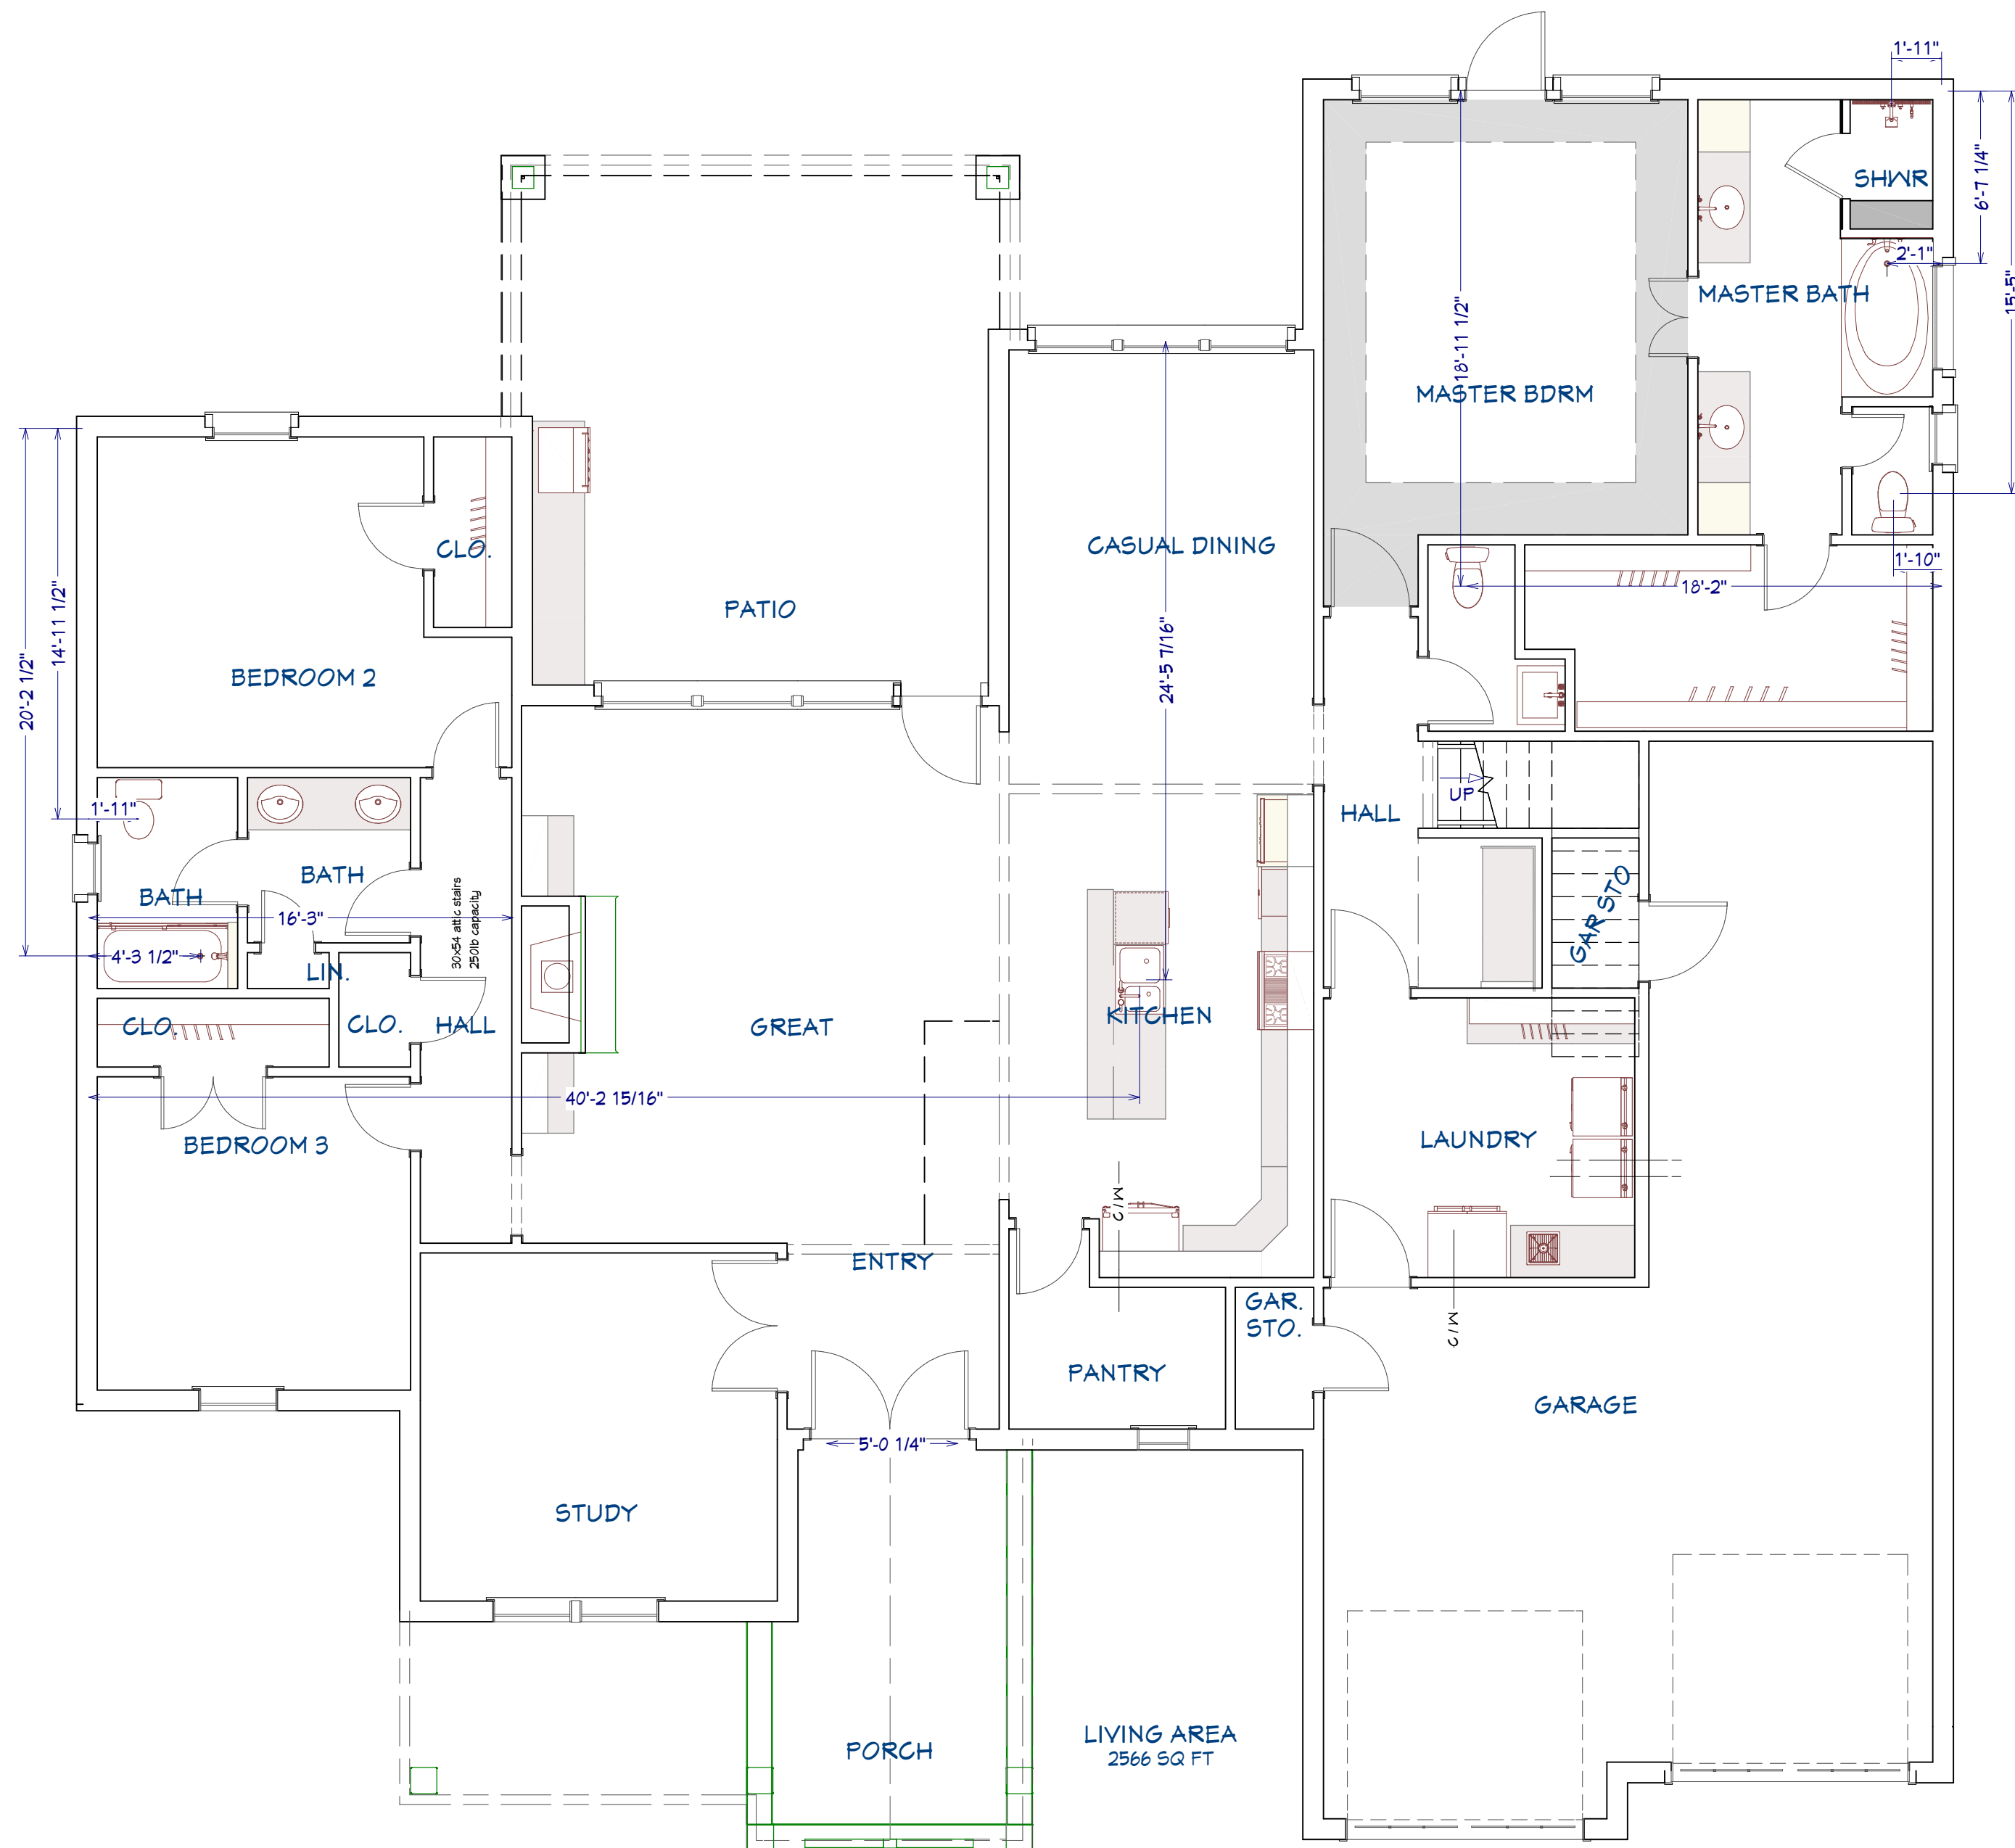 1'-11"
6'-7 1/4"
SHWR
2'-1"
15'-5"
MASTER BATH
18'-11 1/2"
MASTER BDRM
CLO.
CASUAL DINING
1'-10"
18'-2"
PATIO
14'-11 1/2"
20'-2 1/2"
24'-5 7/16"
BEDROOM 2
UP
1'-11"
HALL
BATH
BATH
30x54 attic stairs
250lb capacity
GAR STO
16'-3"
4'-3 1/2"
LIN.
CLO.
CLO.
HALL
GREAT
KITCHEN
40'-2 15/16"
BEDROOM 3
LAUNDRY
C/M
ENTRY
GAR.
STO.
C/M
PANTRY
GARAGE
5'-0 1/4"
STUDY
PORCH
LIVING AREA
2566 SQ FT